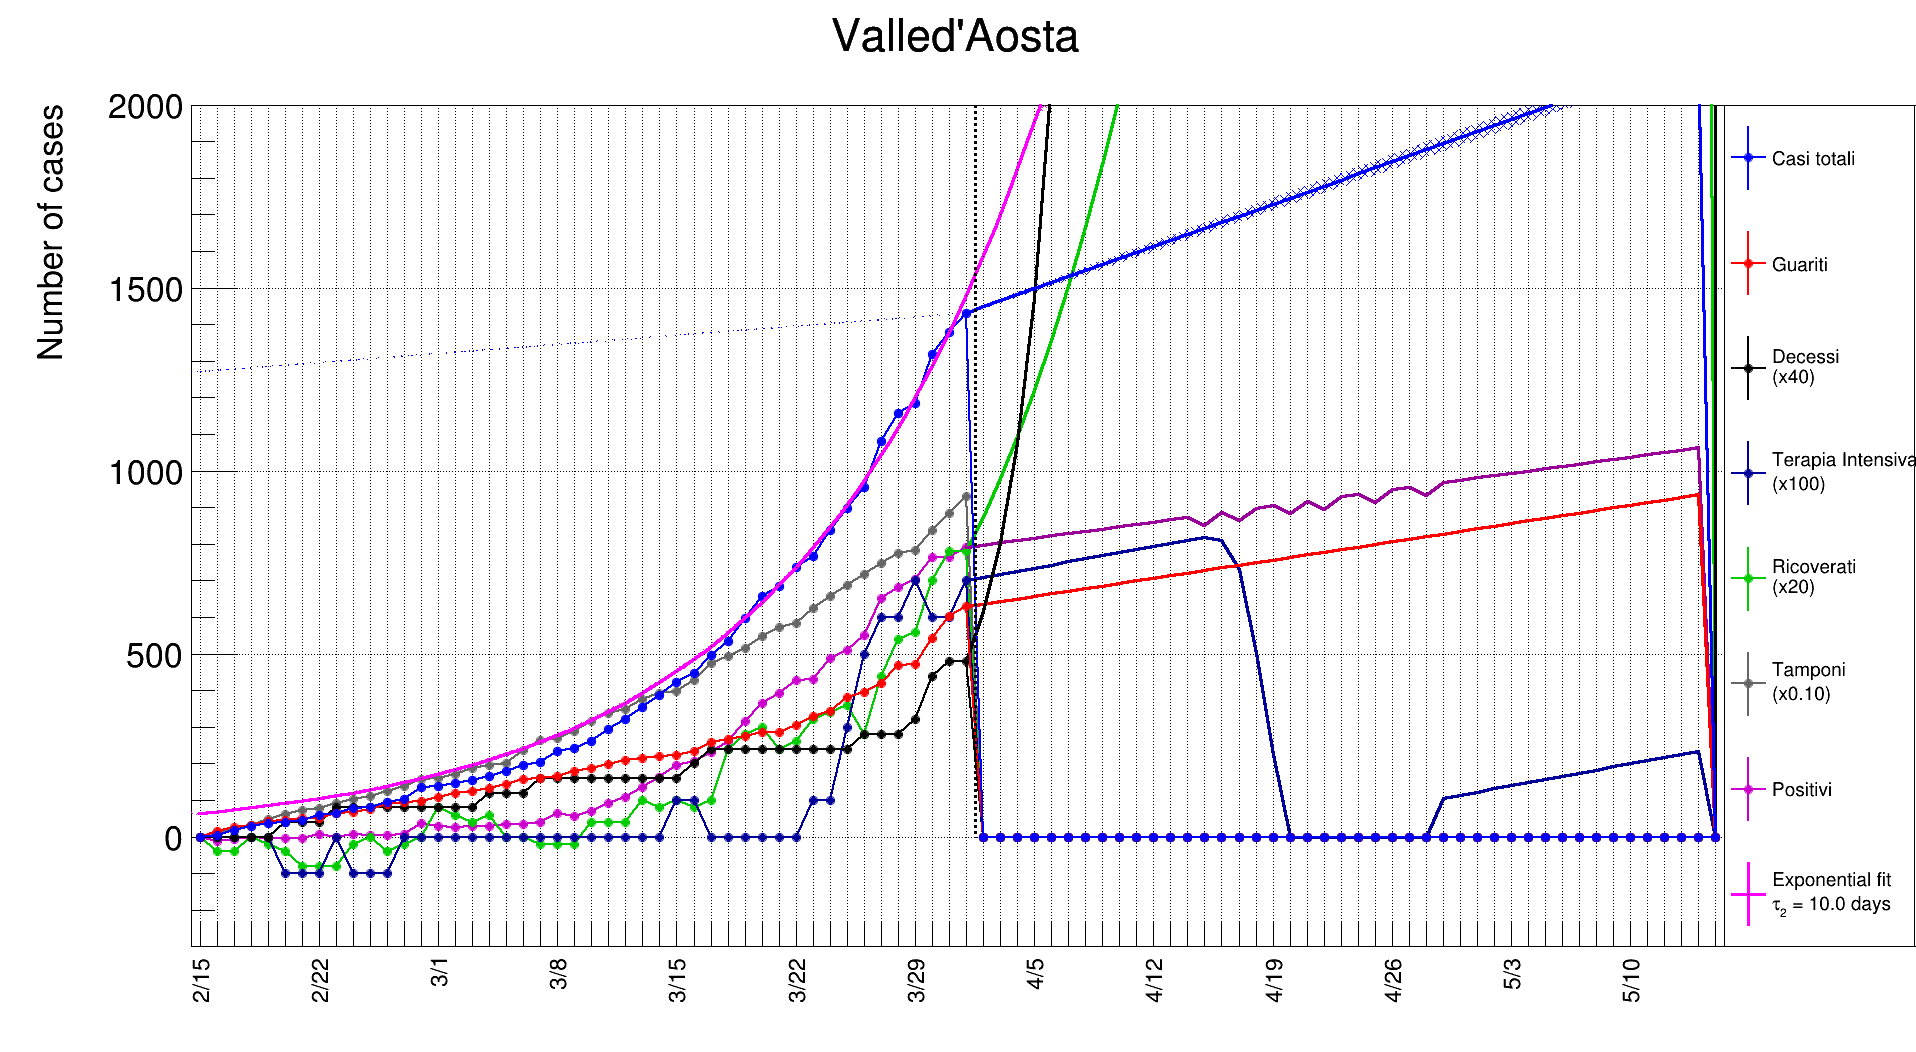 Valled'Aosta
Number of cases
2000
1500
1000
500
0
2/15
2/22
3/1
3/8
3/15
3/22
3/29
4/5
4/12
4/19
4/26
5/3
5/10
Casi totali
Guariti
Decessi
(x40)
Terapia Intensiva
(x100)
Ricoverati
(x20)
Tamponi
(x0.10)
Positivi
Exponential fit
τ2 = 10.0 days